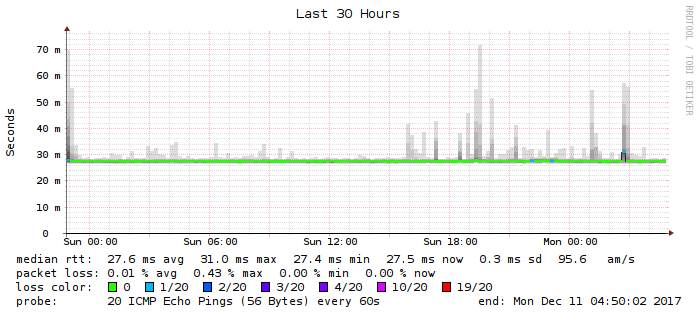 Last 30 Hours
RRDTOOL / TOBI OETIKER
Seconds
70 m
60 m
50 m
40 m
30 m
20 m
10 m
0
Sun 00:00 Sun 06:00 Sun 12:00 Sun 18:00 Mon 00:00
median rtt: 27.6 ms avg 31.0 ms max 27.4 ms min 27.5 ms now 0.3 ms sd 95.6 am/s
packet loss: 0.01 % avg 0.43 % max 0.00 % min 0.00 % now
loss color: 0 1/20 2/20 3/20 4/20 10/20 19/20
probe: 20 ICMP Echo Pings (56 Bytes) every 60s end: Mon Dec 11 04:50:02 2017